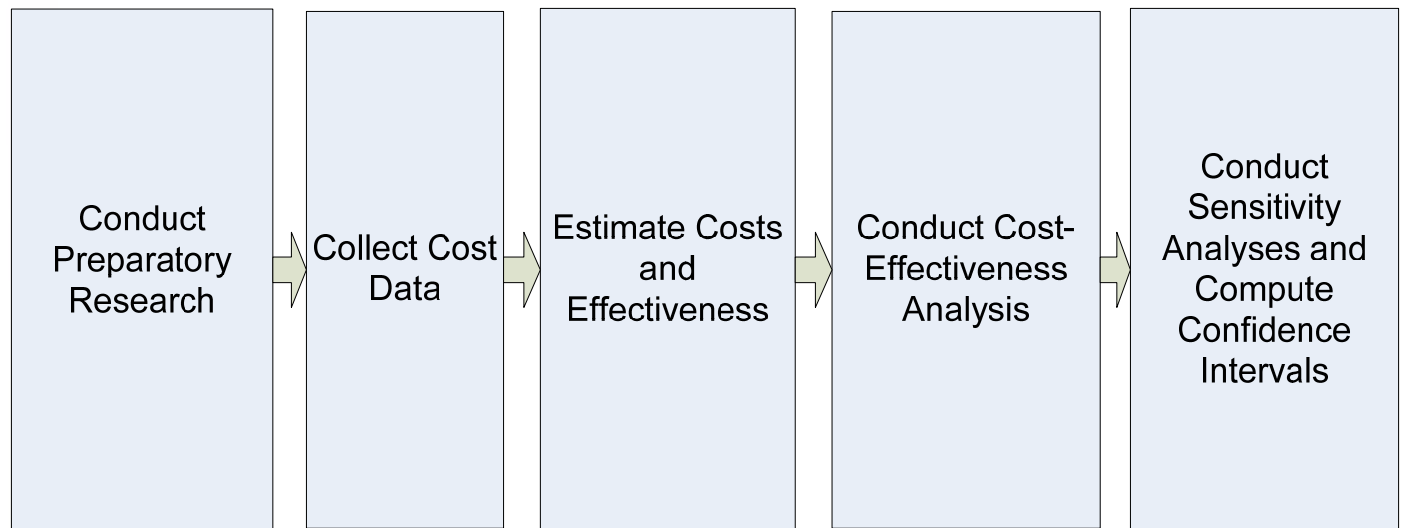 Conduct
Preparatory
Research
Collect Cost
Data
Estimate Costs
and
Effectiveness
Conduct Cost-
Effectiveness
Analysis
Conduct
Sensitivity
Analyses and
Compute
Confidence
Intervals